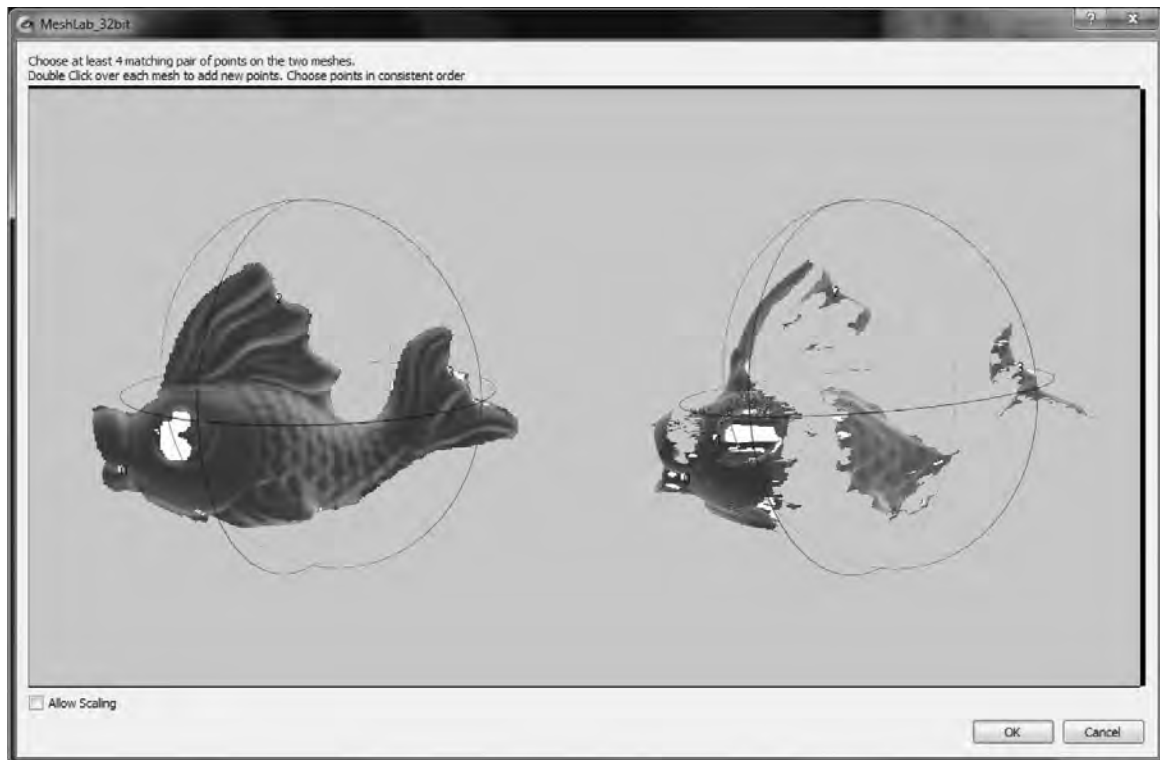 MeshLab_32bit
Choose at least 4 matching pair of points on the two meshes.
Double Click over each mesh to add new points. Choose points in consistent order
Allow Scaling
OK
Cancel